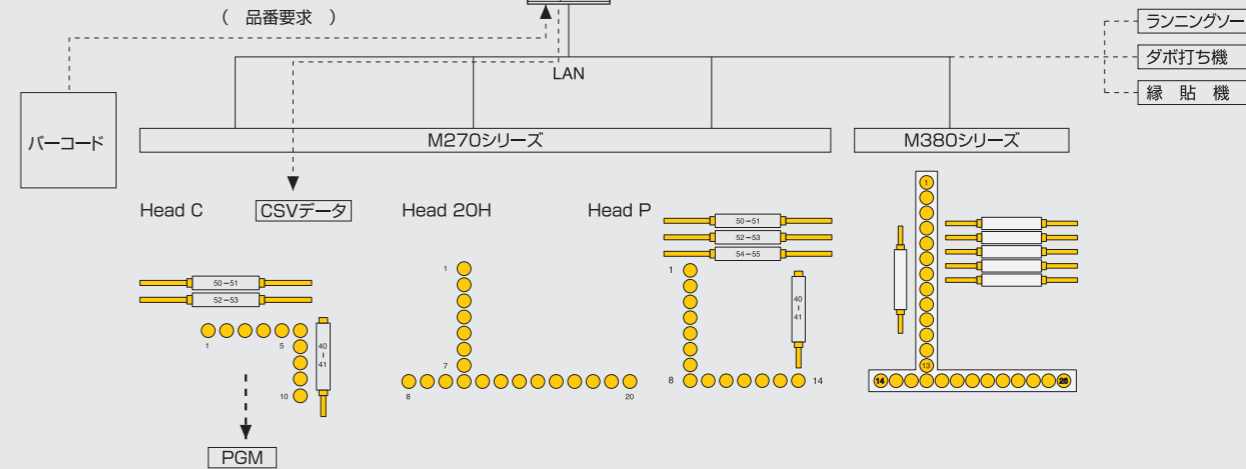 （　品番要求　）
ランニングソー
ダボ打ち機
縁　貼　機
LAN
バーコード
M270シリーズ
M380シリーズ
Head C
CSVデータ
Head 20H
Head P
50－51
52－53
1
5
10
40－41
PGM
1
7
8
20
50－51
52－53
54－55
1
8
14
40－41
1
13
14
26